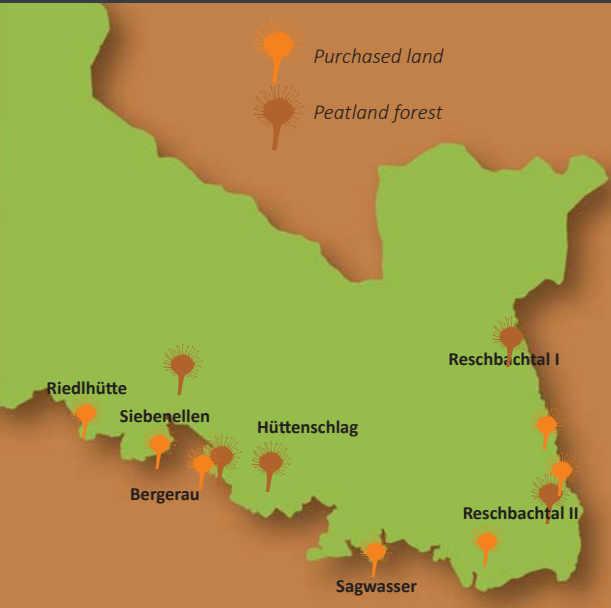 Purchased land
Peatland forest
Reschbachtal I
Riedlhütte
Siebenellen
Hüttenschlag
Bergerau
Reschbachtal II
Sagwasser